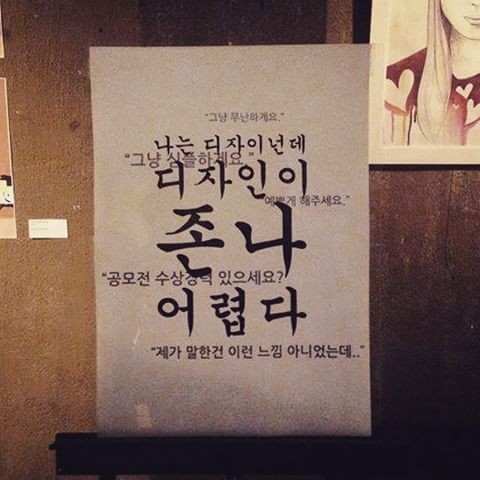 "그냥 무난하게요."
나는 디자이넌데
"그냥 심플하게요."
디자인이
"예쁘게 해주세요."
존나
"공모전 수상경력 있으세요?
어렵다
"제가 말한건 이런 느낌 아니었는데.."